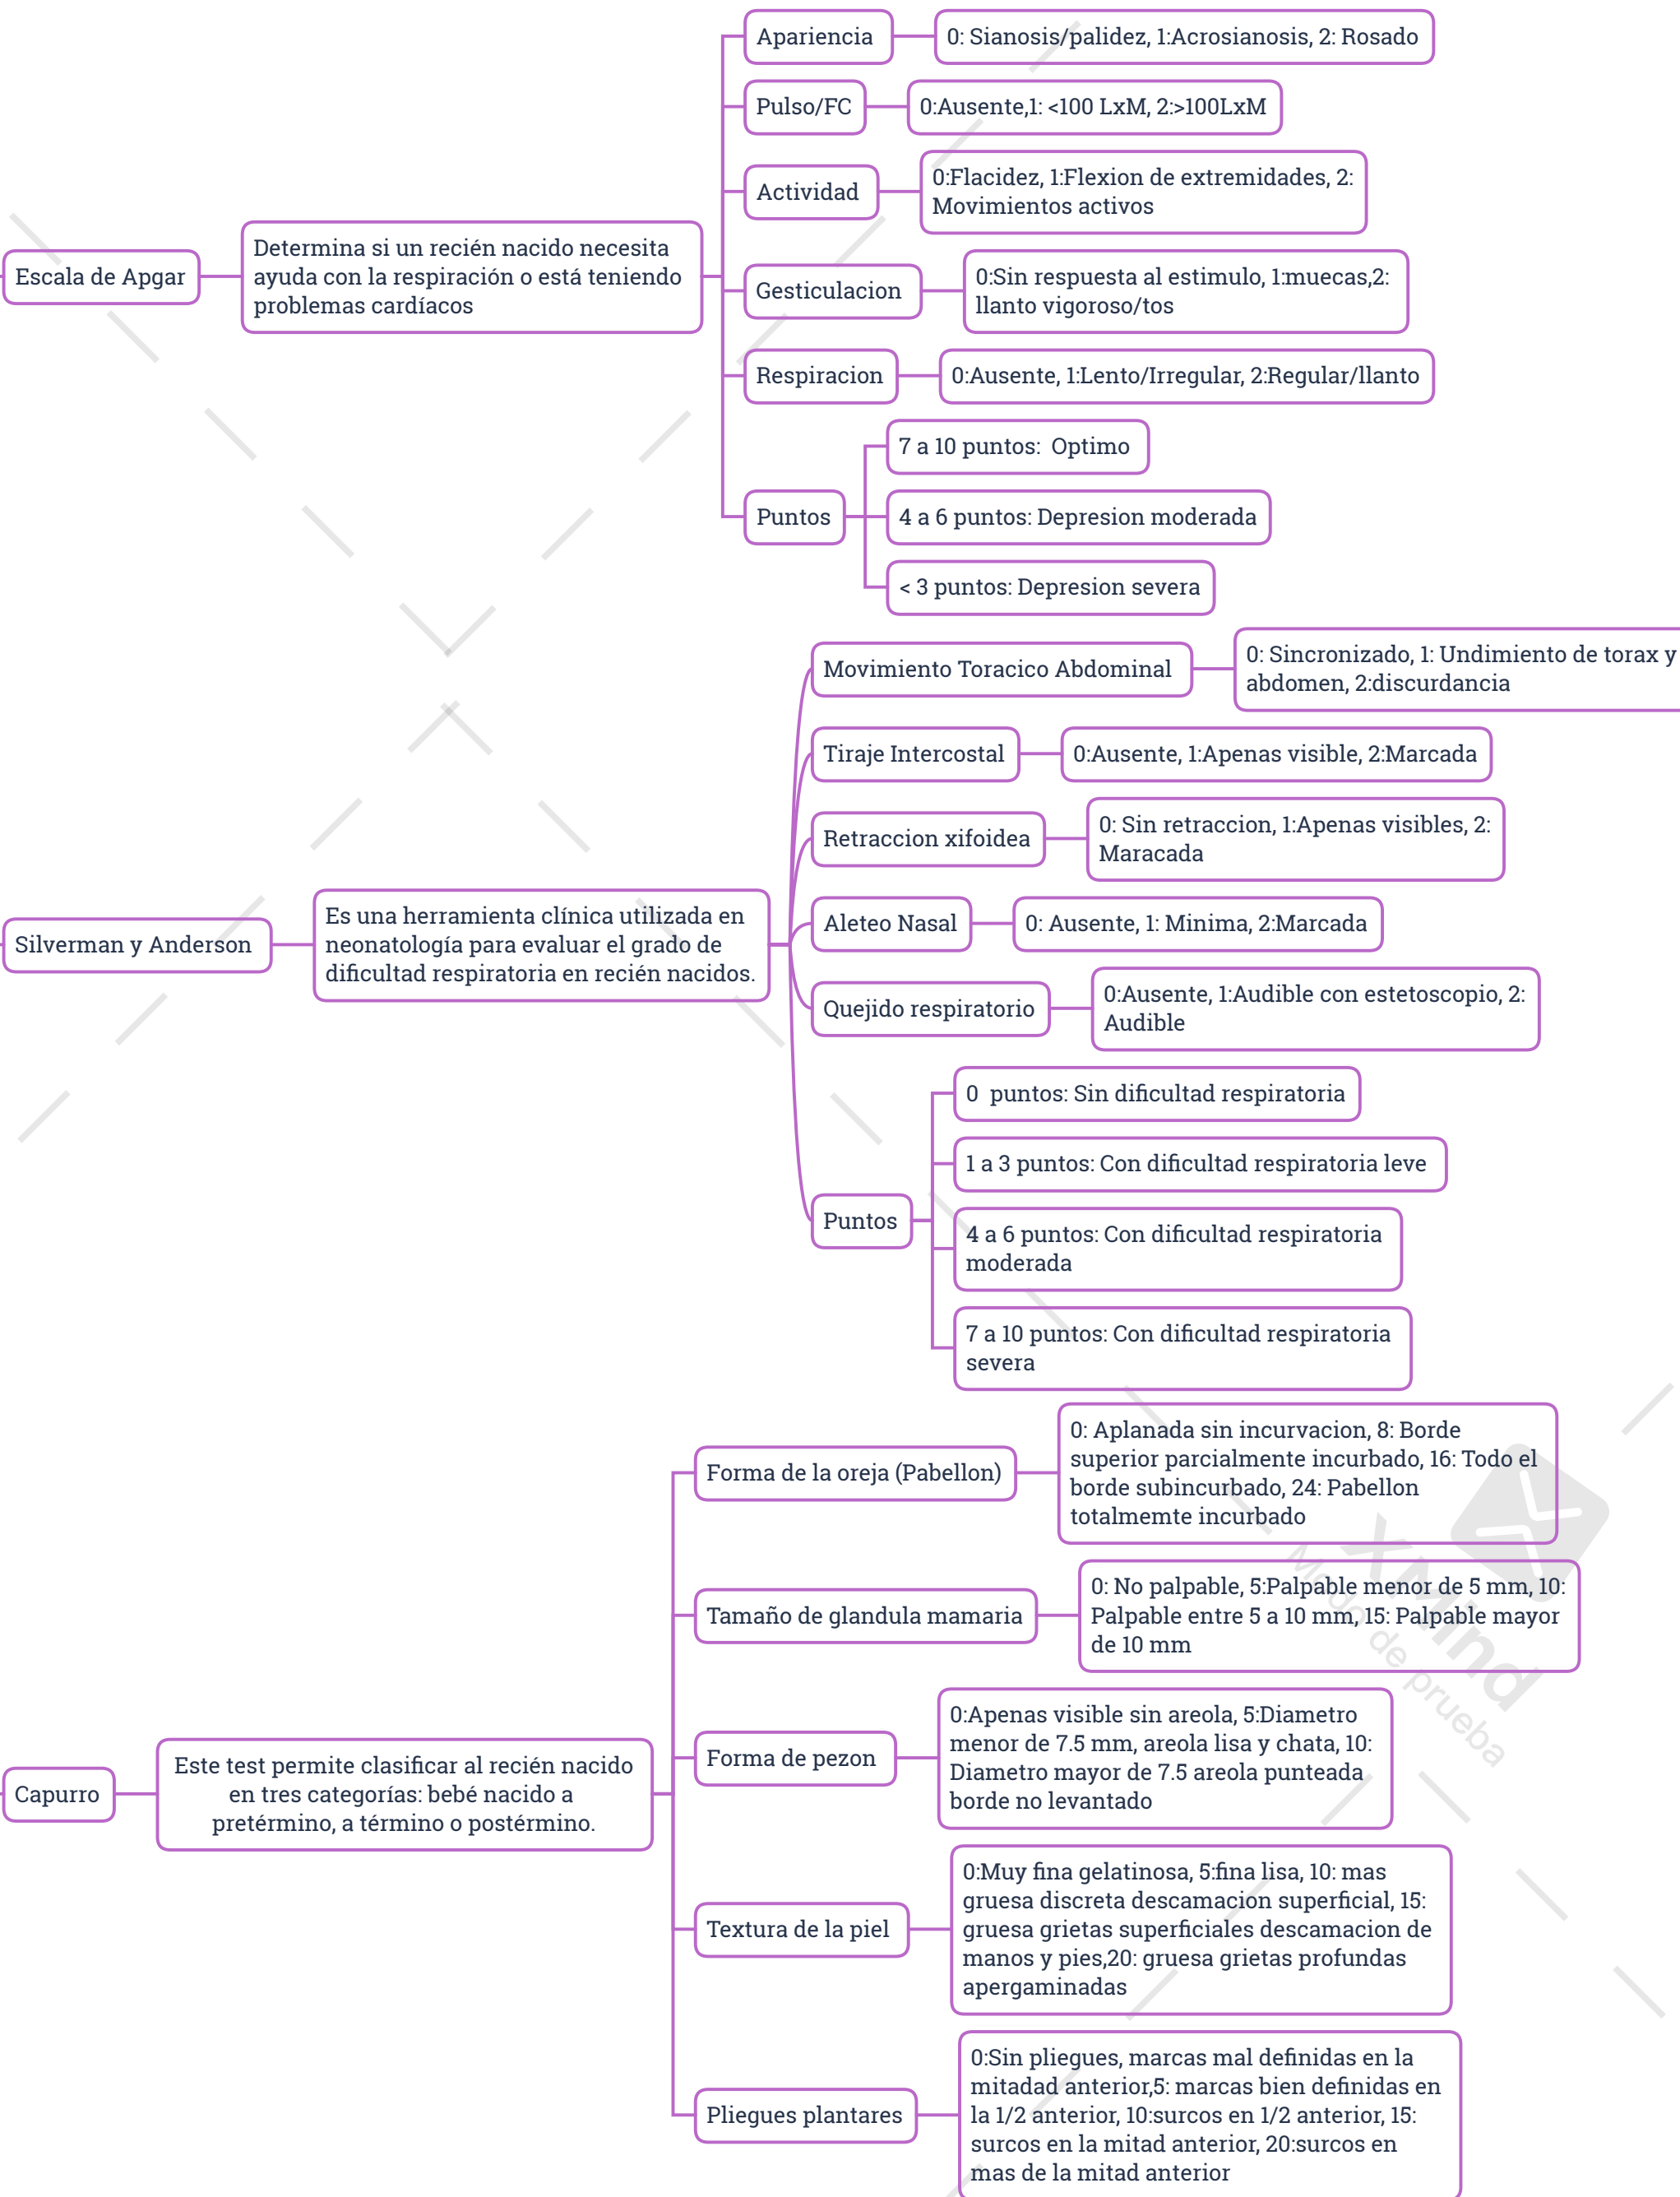 Apariencia
0: Sianosis/palidez, 1:Acrosianosis, 2: Rosado
Pulso/FC
0:Ausente,1: <100 LxM, 2:>100LxM
Actividad
0:Flacidez, 1:Flexion de extremidades, 2:
Movimientos activos
Escala de Apgar
Determina si un recién nacido necesita
ayuda con la respiración o está teniendo
problemas cardíacos
Gesticulacion
0:Sin respuesta al estimulo, 1:muecas,2:
llanto vigoroso/tos
Respiracion
0:Ausente, 1:Lento/Irregular, 2:Regular/llanto
Puntos
7 a 10 puntos:  Optimo
4 a 6 puntos: Depresion moderada
< 3 puntos: Depresion severa
Movimiento Toracico Abdominal
0: Sincronizado, 1: Undimiento de torax y
abdomen, 2:discurdancia
Tiraje Intercostal
0:Ausente, 1:Apenas visible, 2:Marcada
Retraccion xifoidea
0: Sin retraccion, 1:Apenas visibles, 2:
Maracada
Silverman y Anderson
Es una herramienta clínica utilizada en
neonatología para evaluar el grado de
dificultad respiratoria en recién nacidos.
Aleteo Nasal
0: Ausente, 1: Minima, 2:Marcada
Quejido respiratorio
0:Ausente, 1:Audible con estetoscopio, 2:
Audible
Puntos
0  puntos: Sin dificultad respiratoria
1 a 3 puntos: Con dificultad respiratoria leve
4 a 6 puntos: Con dificultad respiratoria
moderada
7 a 10 puntos: Con dificultad respiratoria
severa
Forma de la oreja (Pabellon)
0: Aplanada sin incurvacion, 8: Borde
superior parcialmente incurbado, 16: Todo el
borde subincurbado, 24: Pabellon
totalmemte incurbado
Tamaño de glandula mamaria
0: No palpable, 5:Palpable menor de 5 mm, 10:
Palpable entre 5 a 10 mm, 15: Palpable mayor
de 10 mm
XMind
Modo de prueba
Capurro
Este test permite clasificar al recién nacido
en tres categorías: bebé nacido a
pretérmino, a término o postérmino.
Forma de pezon
0:Apenas visible sin areola, 5:Diametro
menor de 7.5 mm, areola lisa y chata, 10:
Diametro mayor de 7.5 areola punteada
borde no levantado
Textura de la piel
0:Muy fina gelatinosa, 5:fina lisa, 10: mas
gruesa discreta descamacion superficial, 15:
gruesa grietas superficiales descamacion de
manos y pies,20: gruesa grietas profundas
apergaminadas
Pliegues plantares
0:Sin pliegues, marcas mal definidas en la
mitadad anterior,5: marcas bien definidas en
la 1/2 anterior, 10:surcos en 1/2 anterior, 15:
surcos en la mitad anterior, 20:surcos en
mas de la mitad anterior